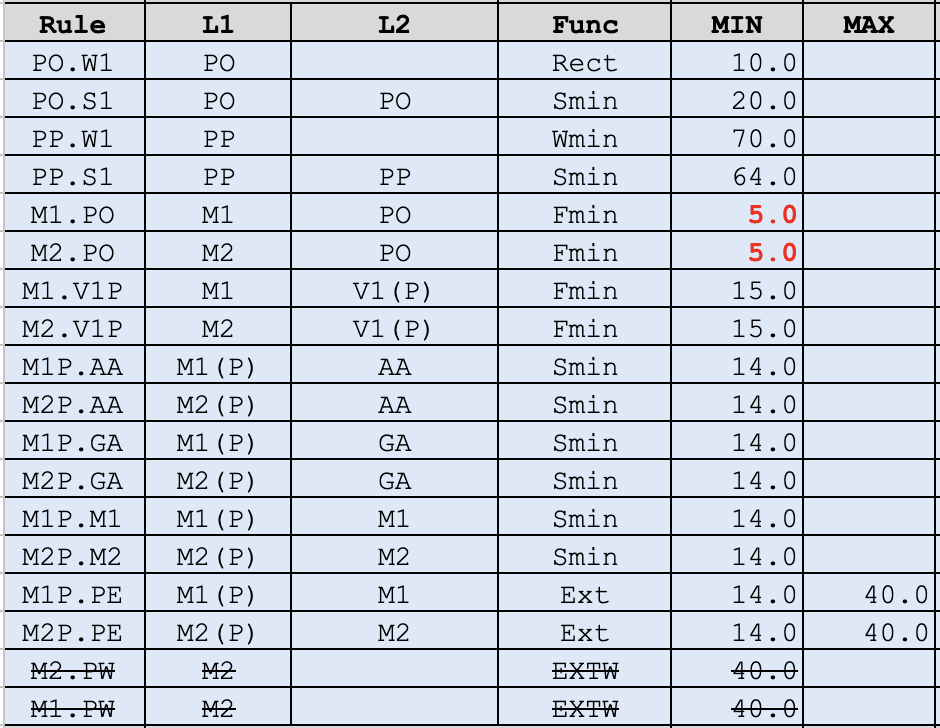 Rule L1 L2 Func MIN MAX
PO.W1 PO Rect 10.0
PO.S1 PO PO Smin 20.0
PP.W1 PP Wmin 70.0
PP.S1 PP PP Smin 64.0
M1.PO M1 PO Fmin 5.0
M2.PO M2 PO Fmin 5.0
M1.V1P M1 V1(P) Fmin 15.0
M2.V1P M2 V1(P) Fmin 15.0
M1P.AA M1(P) AA Smin 14.0
M2P.AA M2(P) AA Smin 14.0
M1P.GA M1(P) GA Smin 14.0
M2P.GA M2(P) GA Smin 14.0
M1P.M1 M1(P) M1 Smin 14.0
M2P.M2 M2(P) M2 Smin 14.0
M1P.PE M1(P) M1 Ext 14.0 40.0
M2P.PE M2(P) M2 Ext 14.0 40.0
M2.PW M2 EXTW 40.0
M1.PW M2 EXTW 40.0